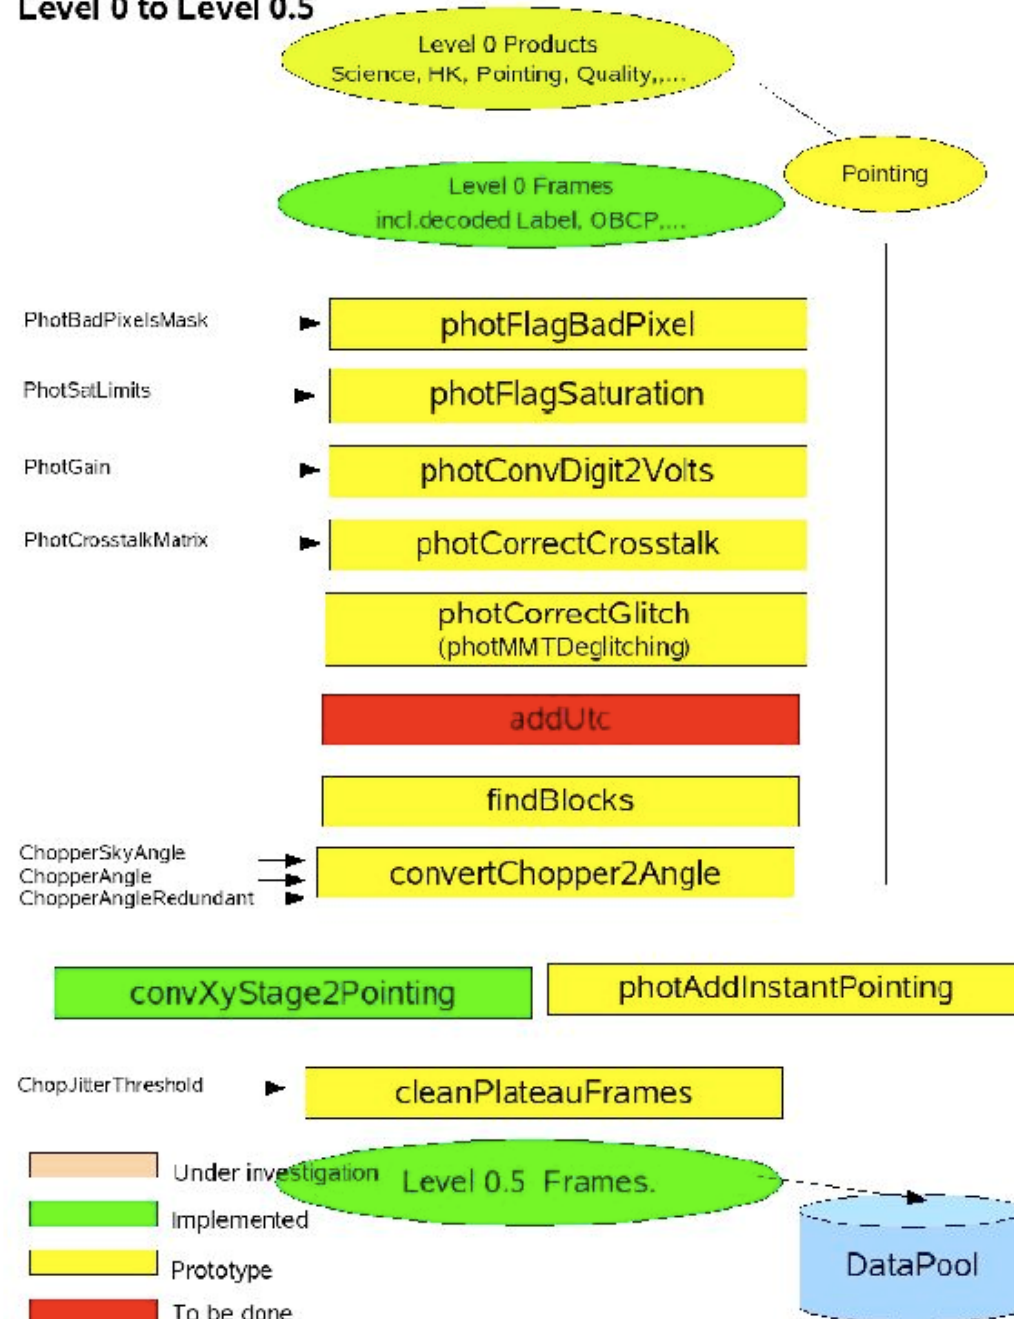 Level 0 to Level 0.5
Level 0 Products
Science, HK, Pointing, Quality,,...
Pointing
Level 0 Frames
incl.decoded Label, OBCP,...
PhotBadPixelsMask
photFlagBadPixel
PhotSatLimits
photFlagSaturation
PhotGain
photConvDigit2Volts
PhotCrosstalkMatrix
photCorrectCrosstalk
photCorrectGlitch
(photMMTDeglitching)
addUtc
findBlocks
ChopperSkyAngle
ChopperAngle
ChopperAngleRedundant
convertChopper2Angle
convXyStage2Pointing
photAddInstantPointing
ChopJitterThreshold
cleanPlateauFrames
Under investigation
Level 0.5 Frames.
Implemented
DataPool
Prototype
To be done